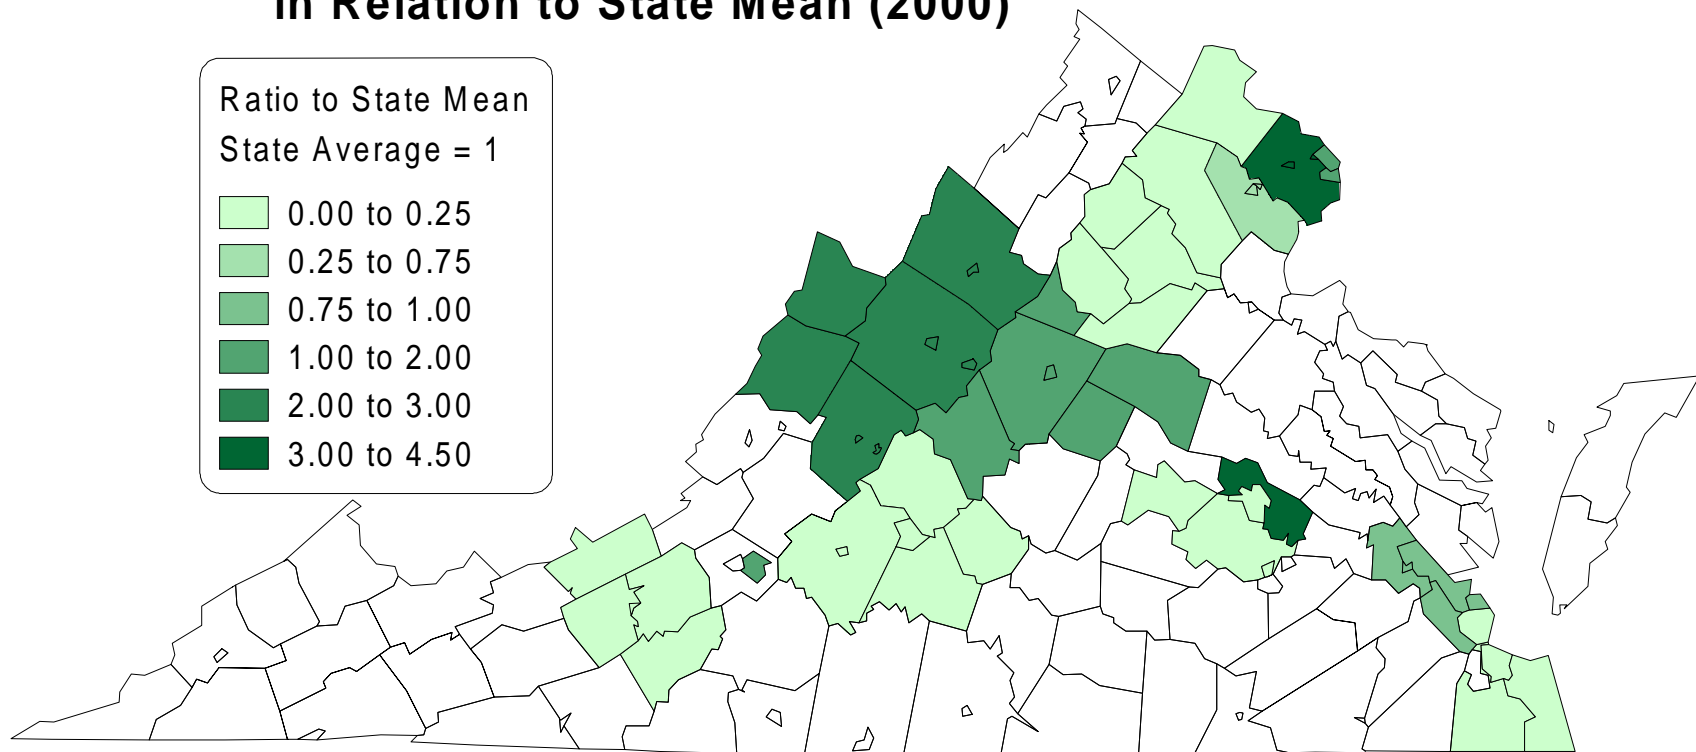 in Relation to State Mean (2000)
Ratio to State Mean
State Average = 1
0.00 to 0.25
0.25 to 0.75
0.75 to 1.00
1.00 to 2.00
2.00 to 3.00
3.00 to 4.50